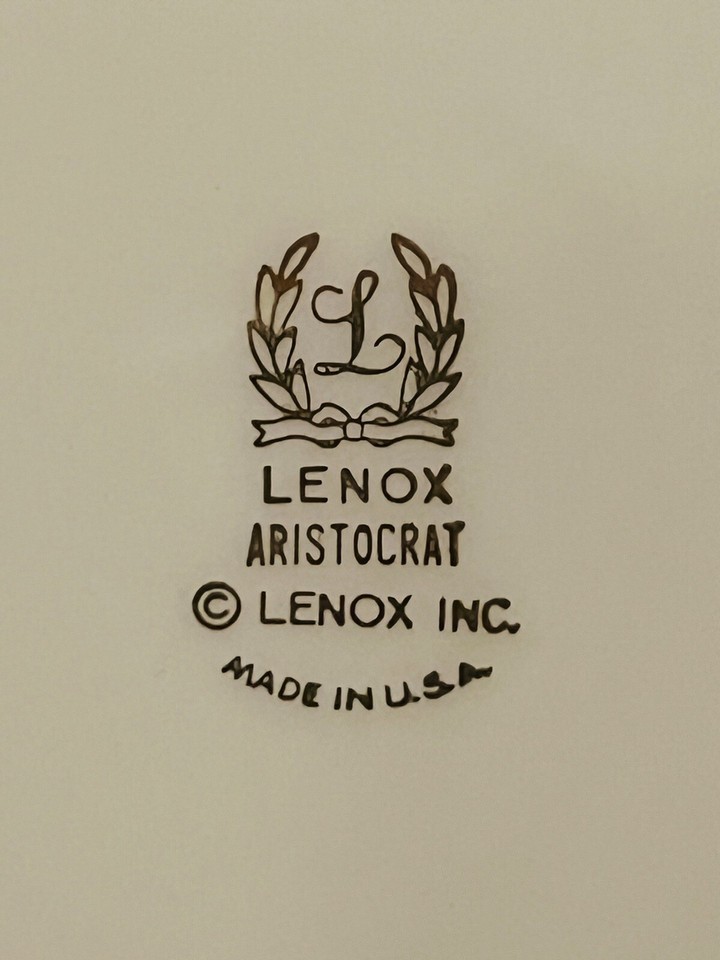 L
LENOX
ARISTOCRAT
© LENOX INC.
MADE IN U.S.A.